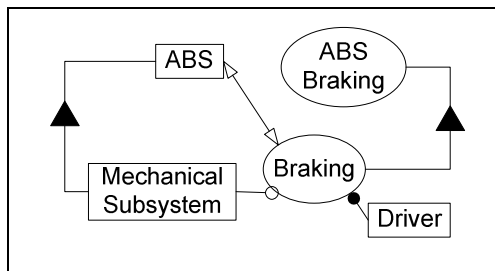 ABS
ABS
Braking
Braking
Mechanical
Subsystem
Driver